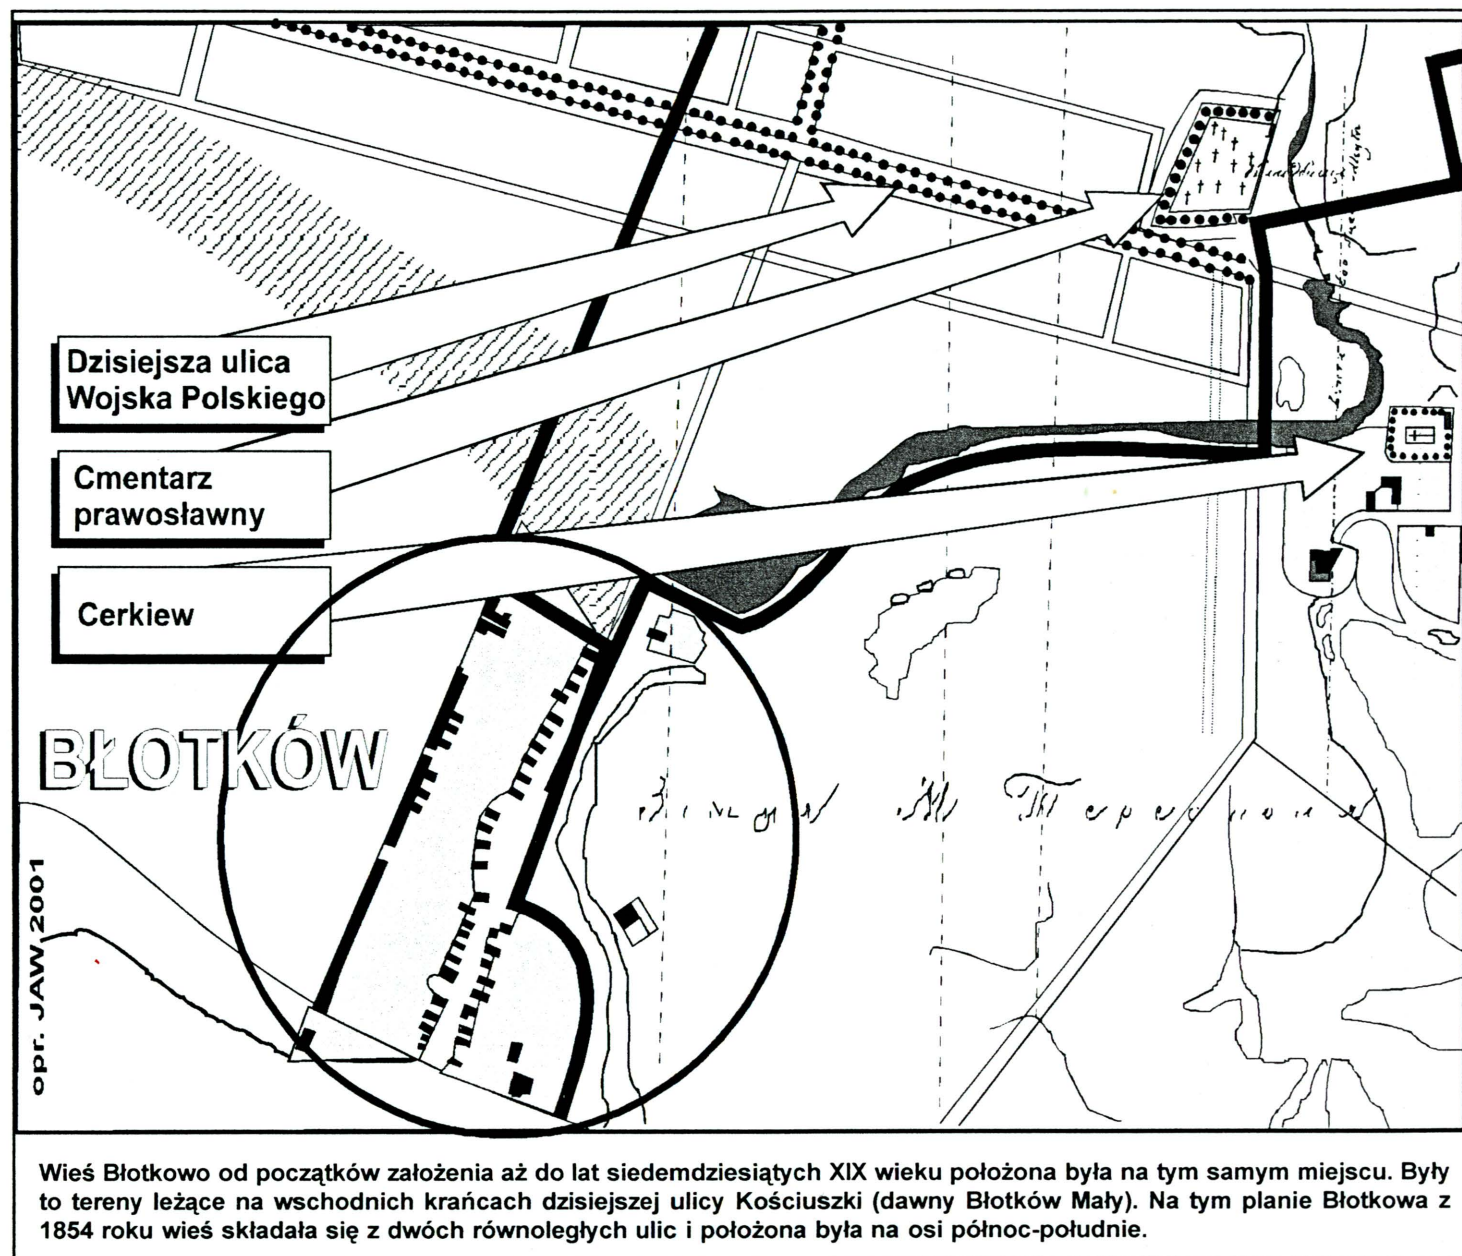 Dzisiejsza ulica
Wojska Polskiego
Cmentarz
prawosławny
Cerkiew
BŁOTKÓW
opr. JAW,2001
Wieś Błotkowo od początków założenia aż do lat siedemdziesiątych XIX wieku położona była na tym samym miejscu. Były
to tereny leżące na wschodnich krańcach dzisiejszej ulicy Kościuszki (dawny Błotków Mały). Na tym planie Błotkowa z
1854 roku wieś składała się z dwóch równoległych ulic i położona była na osi północ-południe.